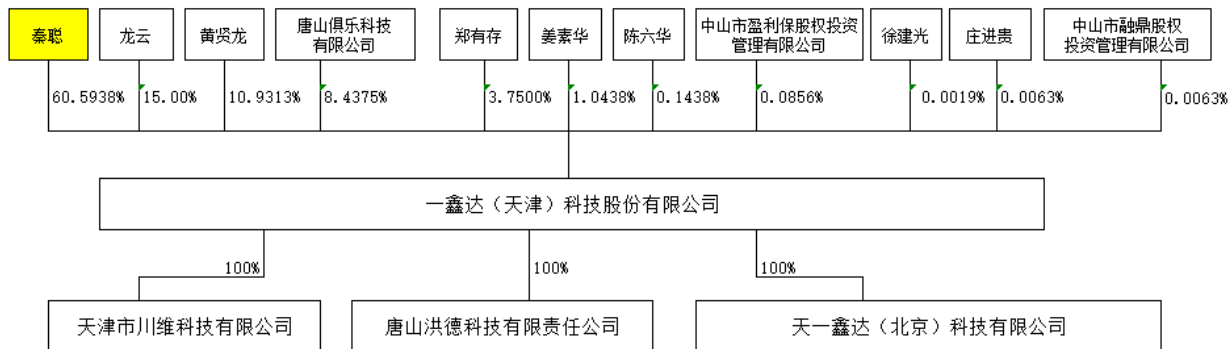 秦聪
龙云
黄贤龙
唐山俱乐科技
有限公司
郑有存
姜素华
陈六华
中山市盈利保股权投资
管理有限公司
徐建光
庄进贵
中山市融鼎股权
投资管理有限公司
60.5938%
15.00%
10.9313%
8.4375%
3.7500%
1.0438%
0.1438%
0.0856%
0.0019%
0.0063%
0.0063%
一鑫达（天津）科技股份有限公司
100%
100%
100%
天津市川维科技有限公司
唐山洪德科技有限责任公司
天一鑫达（北京）科技有限公司